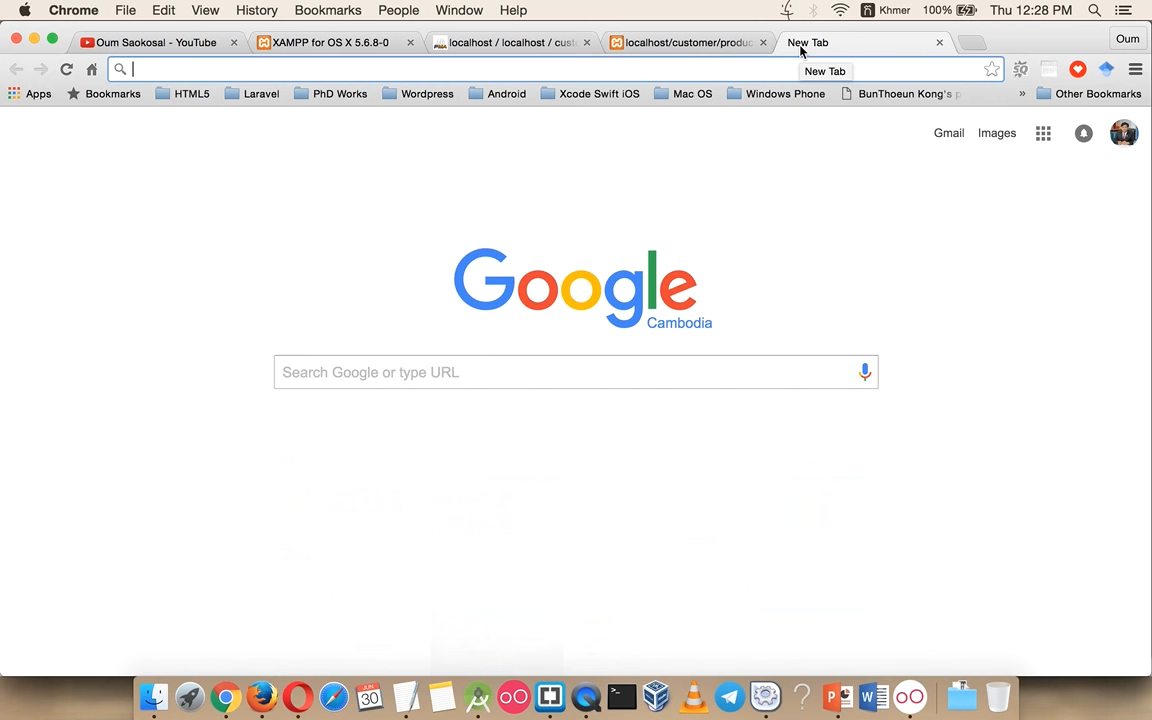 Chrome File Edit View History Bookmarks People Window Help Khmer 100% Thu 12:28 PM
Oum Saokosal - YouTube XAMPP for OS X 5.6.8-0 localhost / localhost / cust localhost/customer/produc New Tab Oum
New Tab
Apps Bookmarks HTML5 Laravel PhD Works Wordpress Android Xcode Swift iOS Mac OS Windows Phone BunThoeun Kong's p » Other Bookmarks
Gmail Images
Google
Cambodia
Search Google or type URL
JUN
30